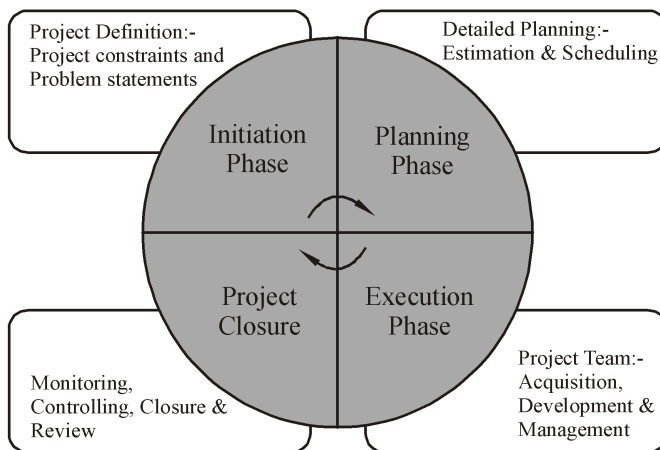 Project Definition:-
Project constraints and
Problem statements
Detailed Planning:-
Estimation & Scheduling
Initiation
Phase
Planning
Phase
Project
Closure
Execution
Phase
Monitoring,
Controlling, Closure &
Review
Project Team:-
Acquisition,
Development &
Management